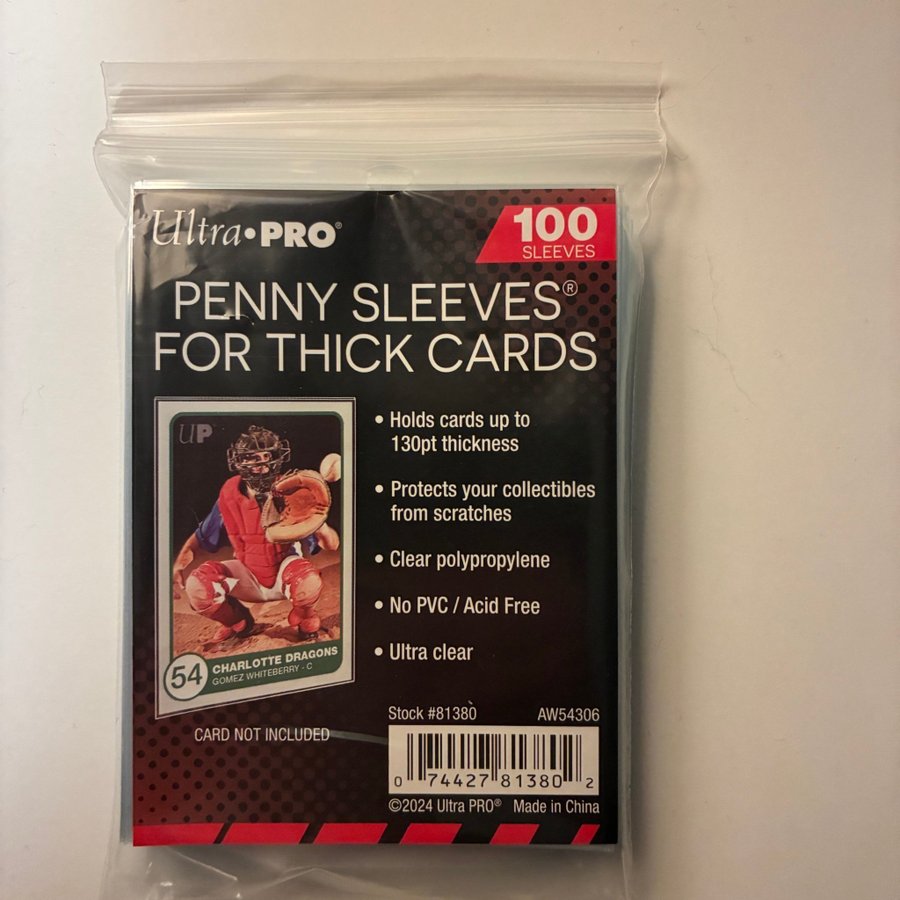 Ultra•PRO®
100
SLEEVES
PENNY SLEEVES®
FOR THICK CARDS
UP
54
CHARLOTTE DRAGONS
GOMEZ WHITEBERRY - C
CARD NOT INCLUDED
• Holds cards up to
130pt thickness
• Protects your collectibles
from scratches
• Clear polypropylene
• No PVC / Acid Free
• Ultra clear
Stock #81380 AW54306
0 74427 81380 2
©2024 Ultra PRO® Made in China